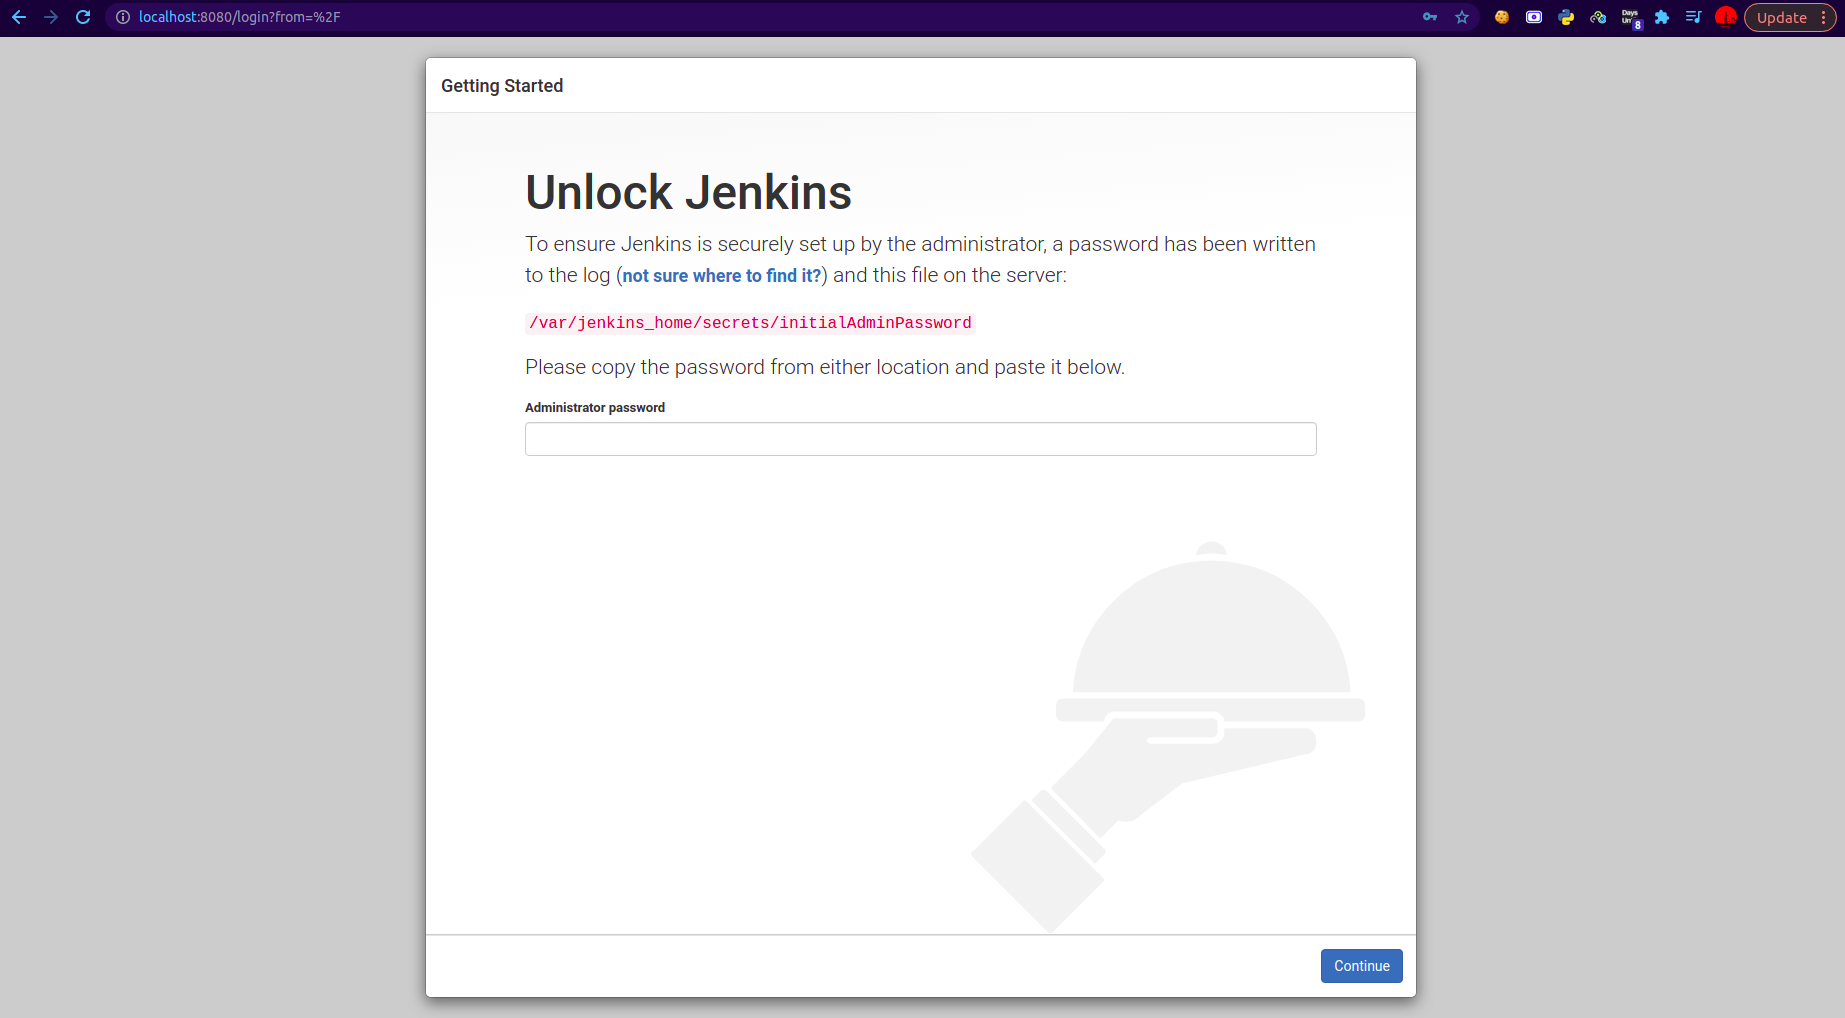 localhost:8080/login?from=%2F
Days
8
Update
Getting Started
Unlock Jenkins
To ensure Jenkins is securely set up by the administrator, a password has been written
to the log (not sure where to find it?) and this file on the server:
/var/jenkins_home/secrets/initialAdminPassword
Please copy the password from either location and paste it below.
Administrator password
Continue